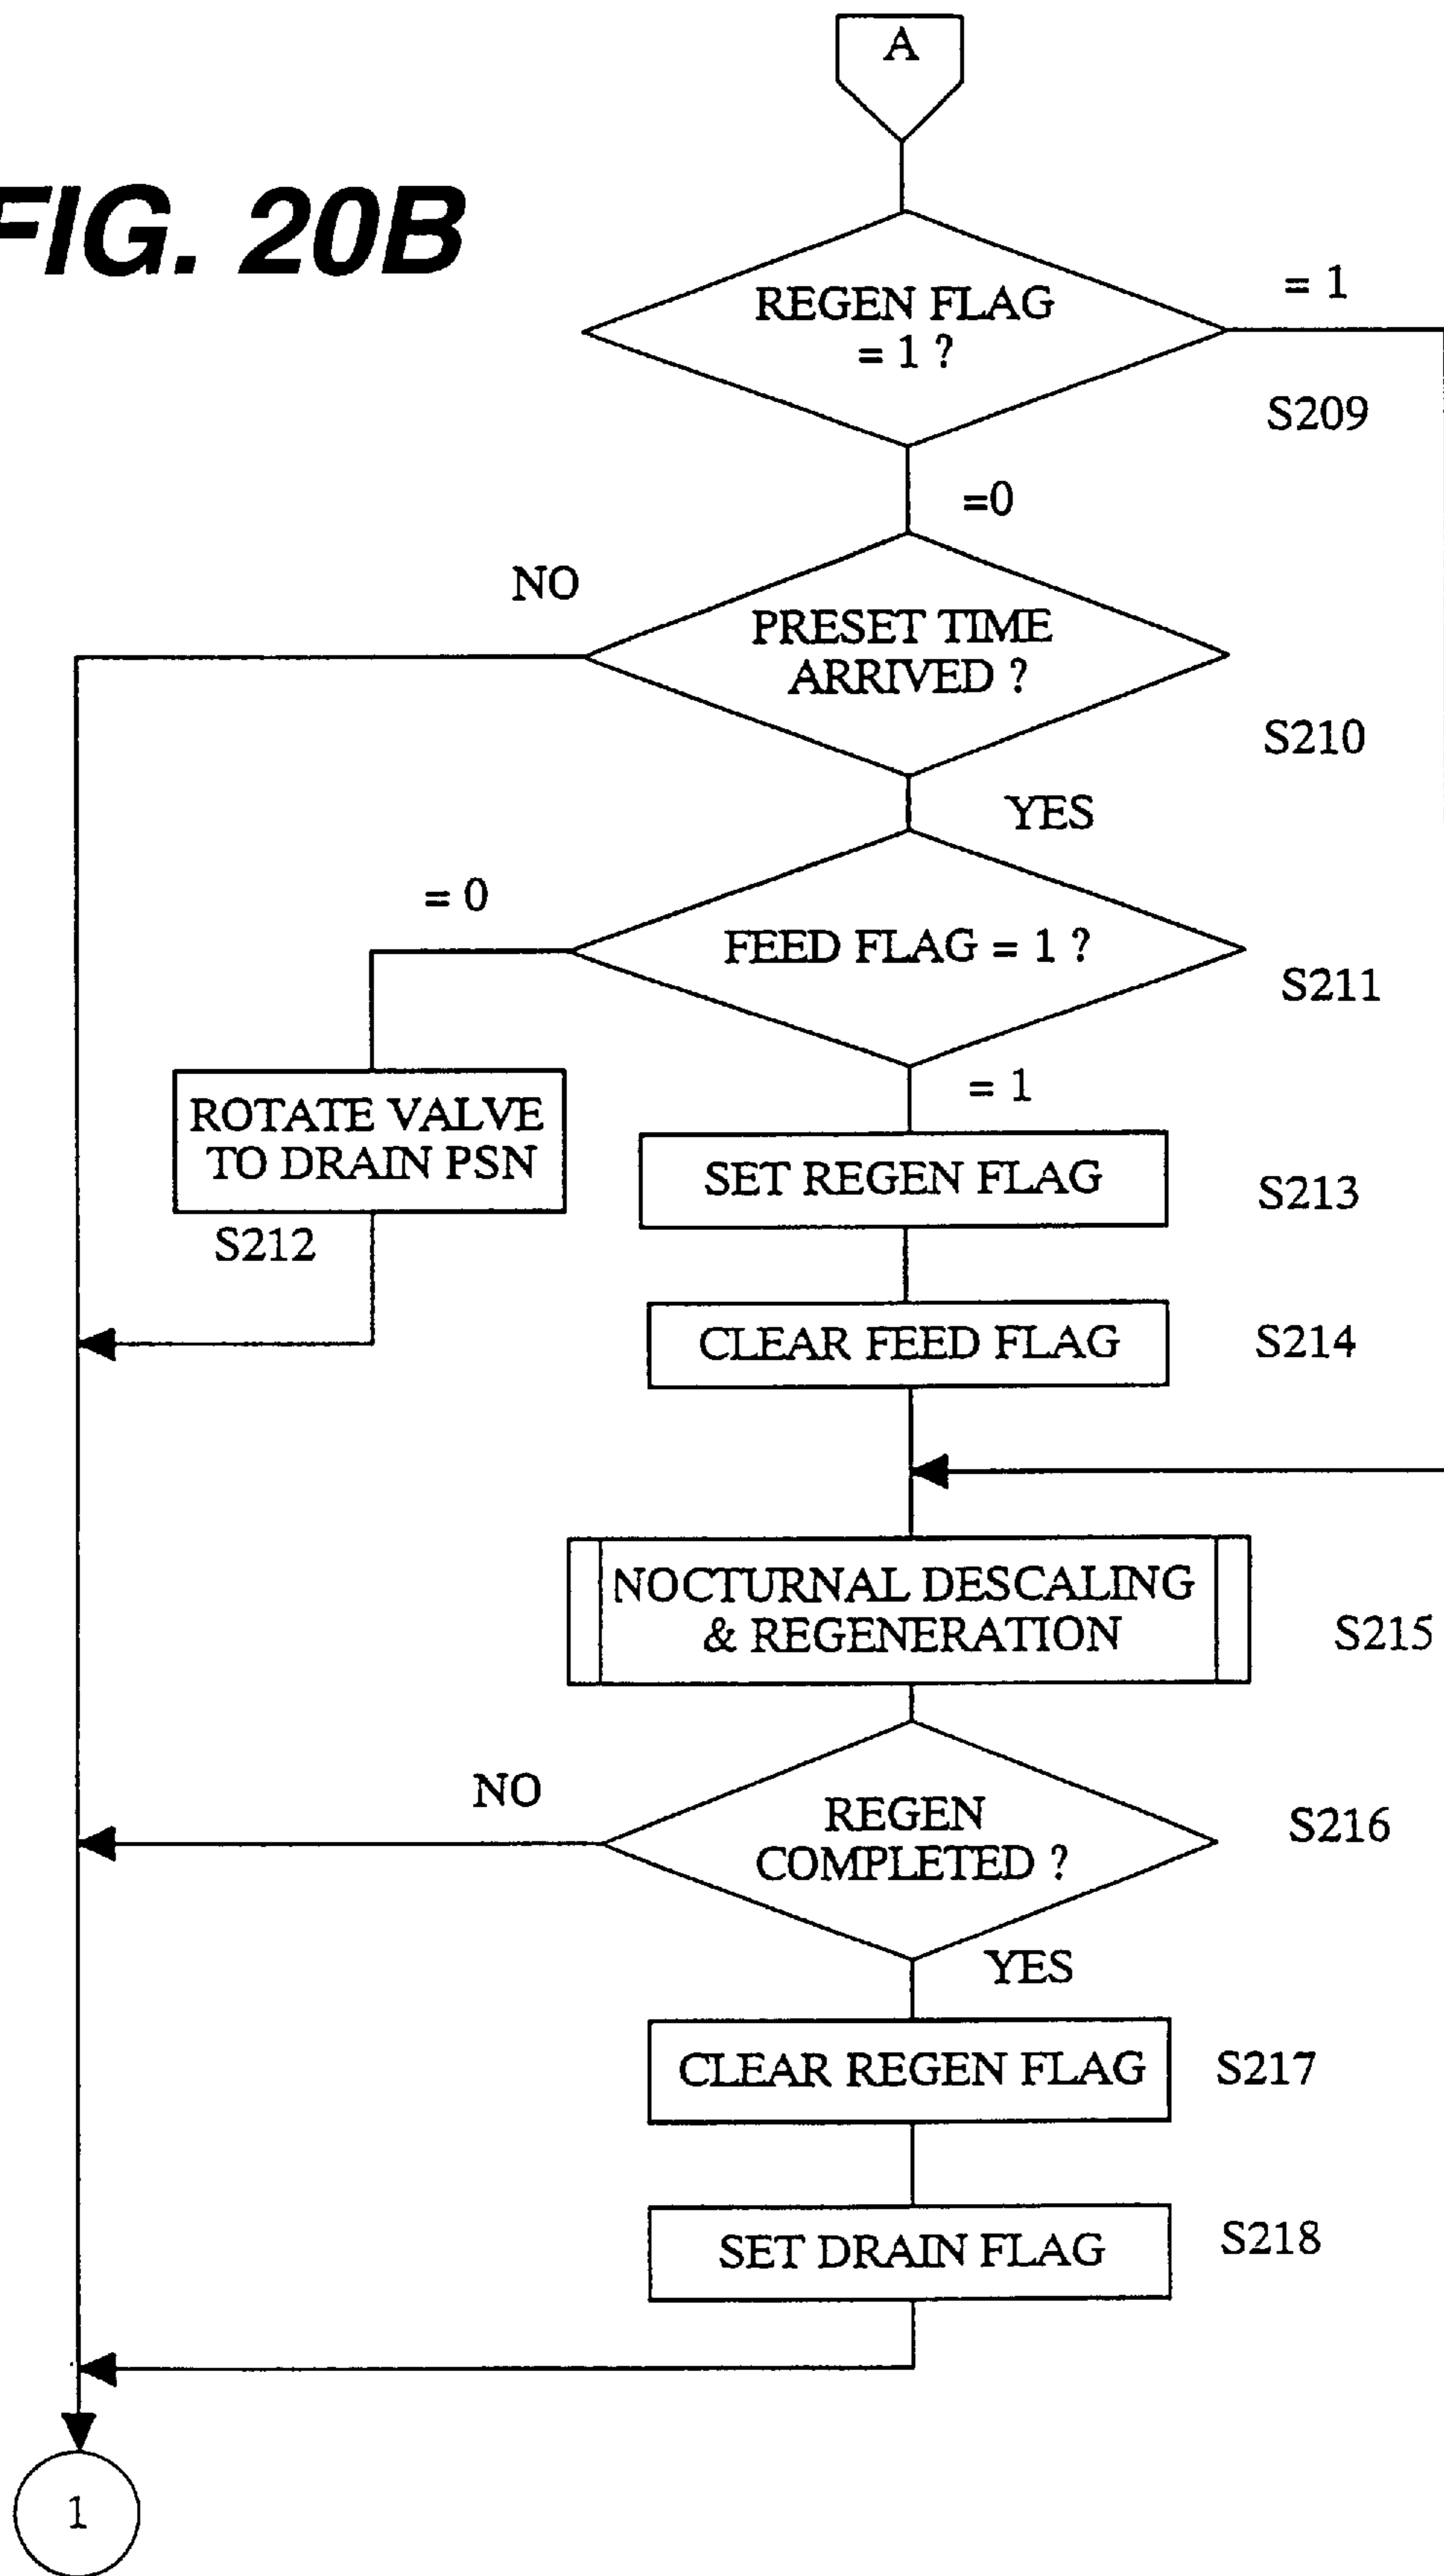 A
FIG. 20B
REGEN FLAG
= 1 ?
= 1
S209
=0
NO
PRESET TIME
ARRIVED ?
S210
YES
= 0
FEED FLAG = 1 ?
S211
= 1
ROTATE VALVE
TO DRAIN PSN
S212
SET REGEN FLAG
S213
CLEAR FEED FLAG
S214
NOCTURNAL DESCALING
& REGENERATION
S215
NO
REGEN
COMPLETED ?
S216
YES
CLEAR REGEN FLAG
S217
SET DRAIN FLAG
S218
1